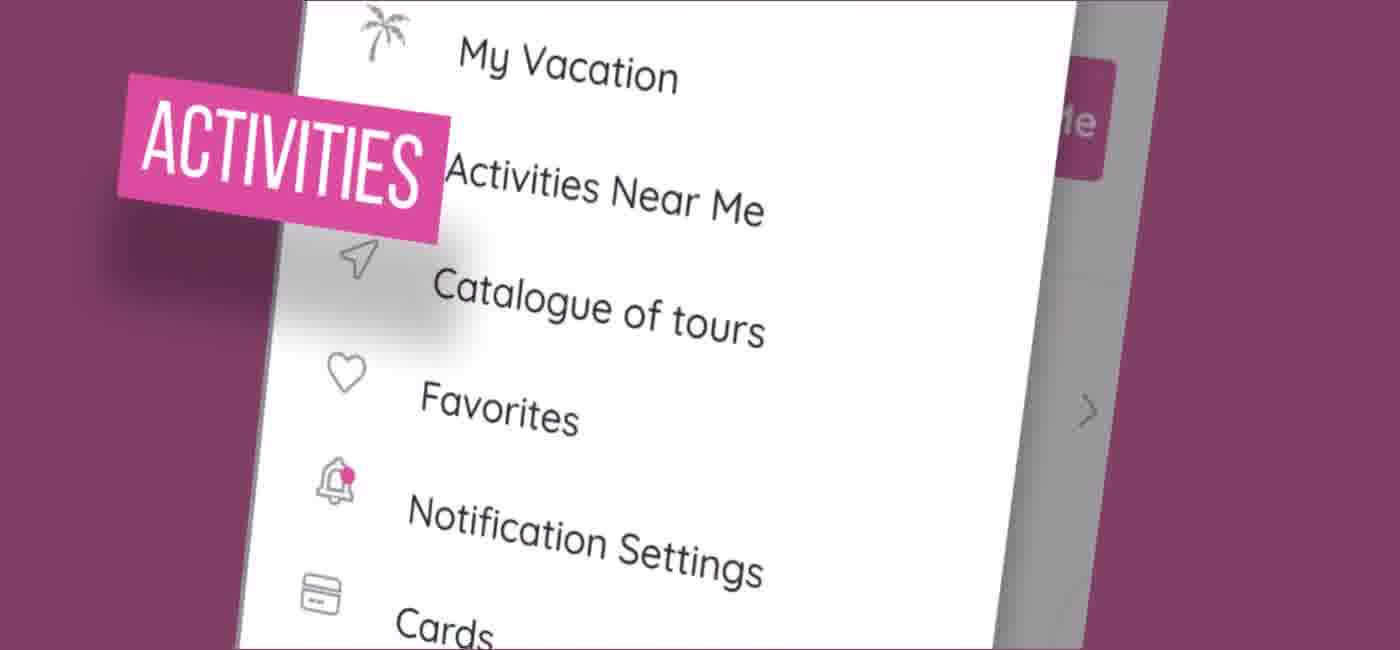 My Vacation
ACTIVITIES
Activities Near Me
Catalogue of tours
Favorites
Notification Settings
Cards